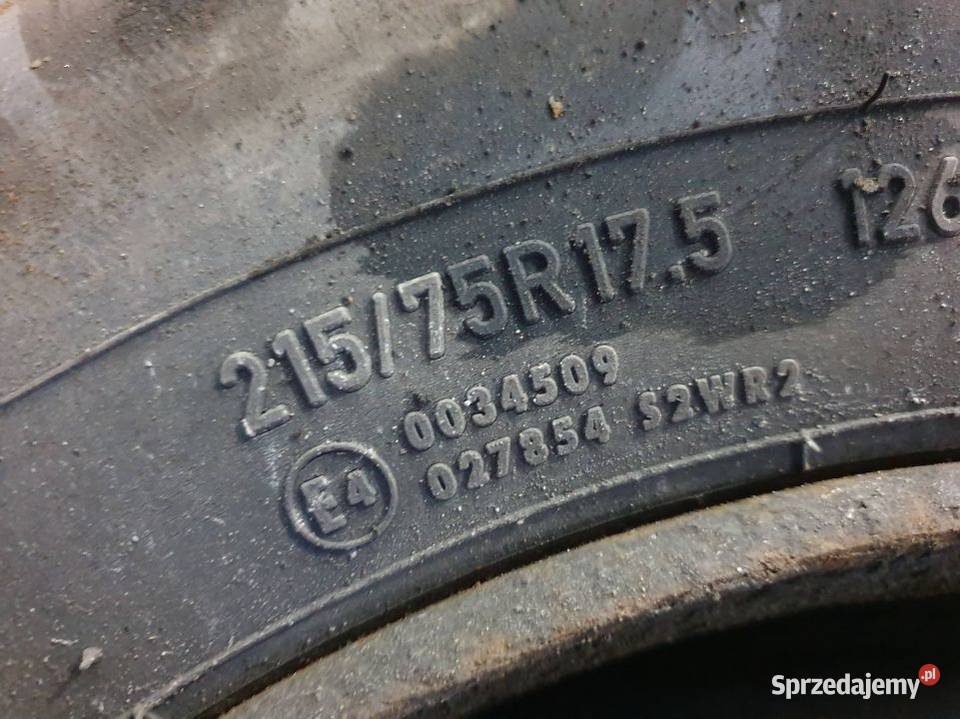 215/75R17.5 126
E4 0034509
027854 S2WR2
Sprzedajemy.pl